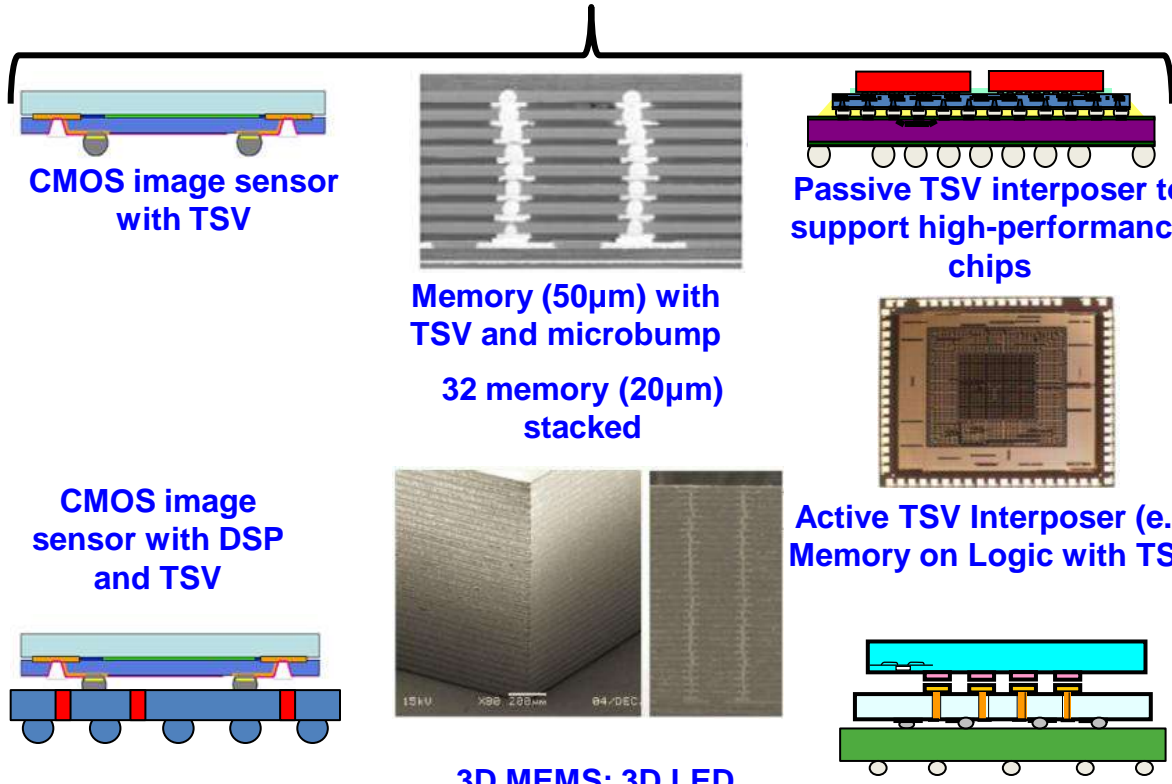 CMOS image sensor
with TSV
Memory (50µm) with
TSV and microbump
32 memory (20µm)
stacked
Passive TSV interposer to
support high-performanc
chips
CMOS image
sensor with DSP
and TSV
Active TSV Interposer (e.
Memory on Logic with TS
15kV X80 200µm 04/DEC
3D MEMS; 3D LED